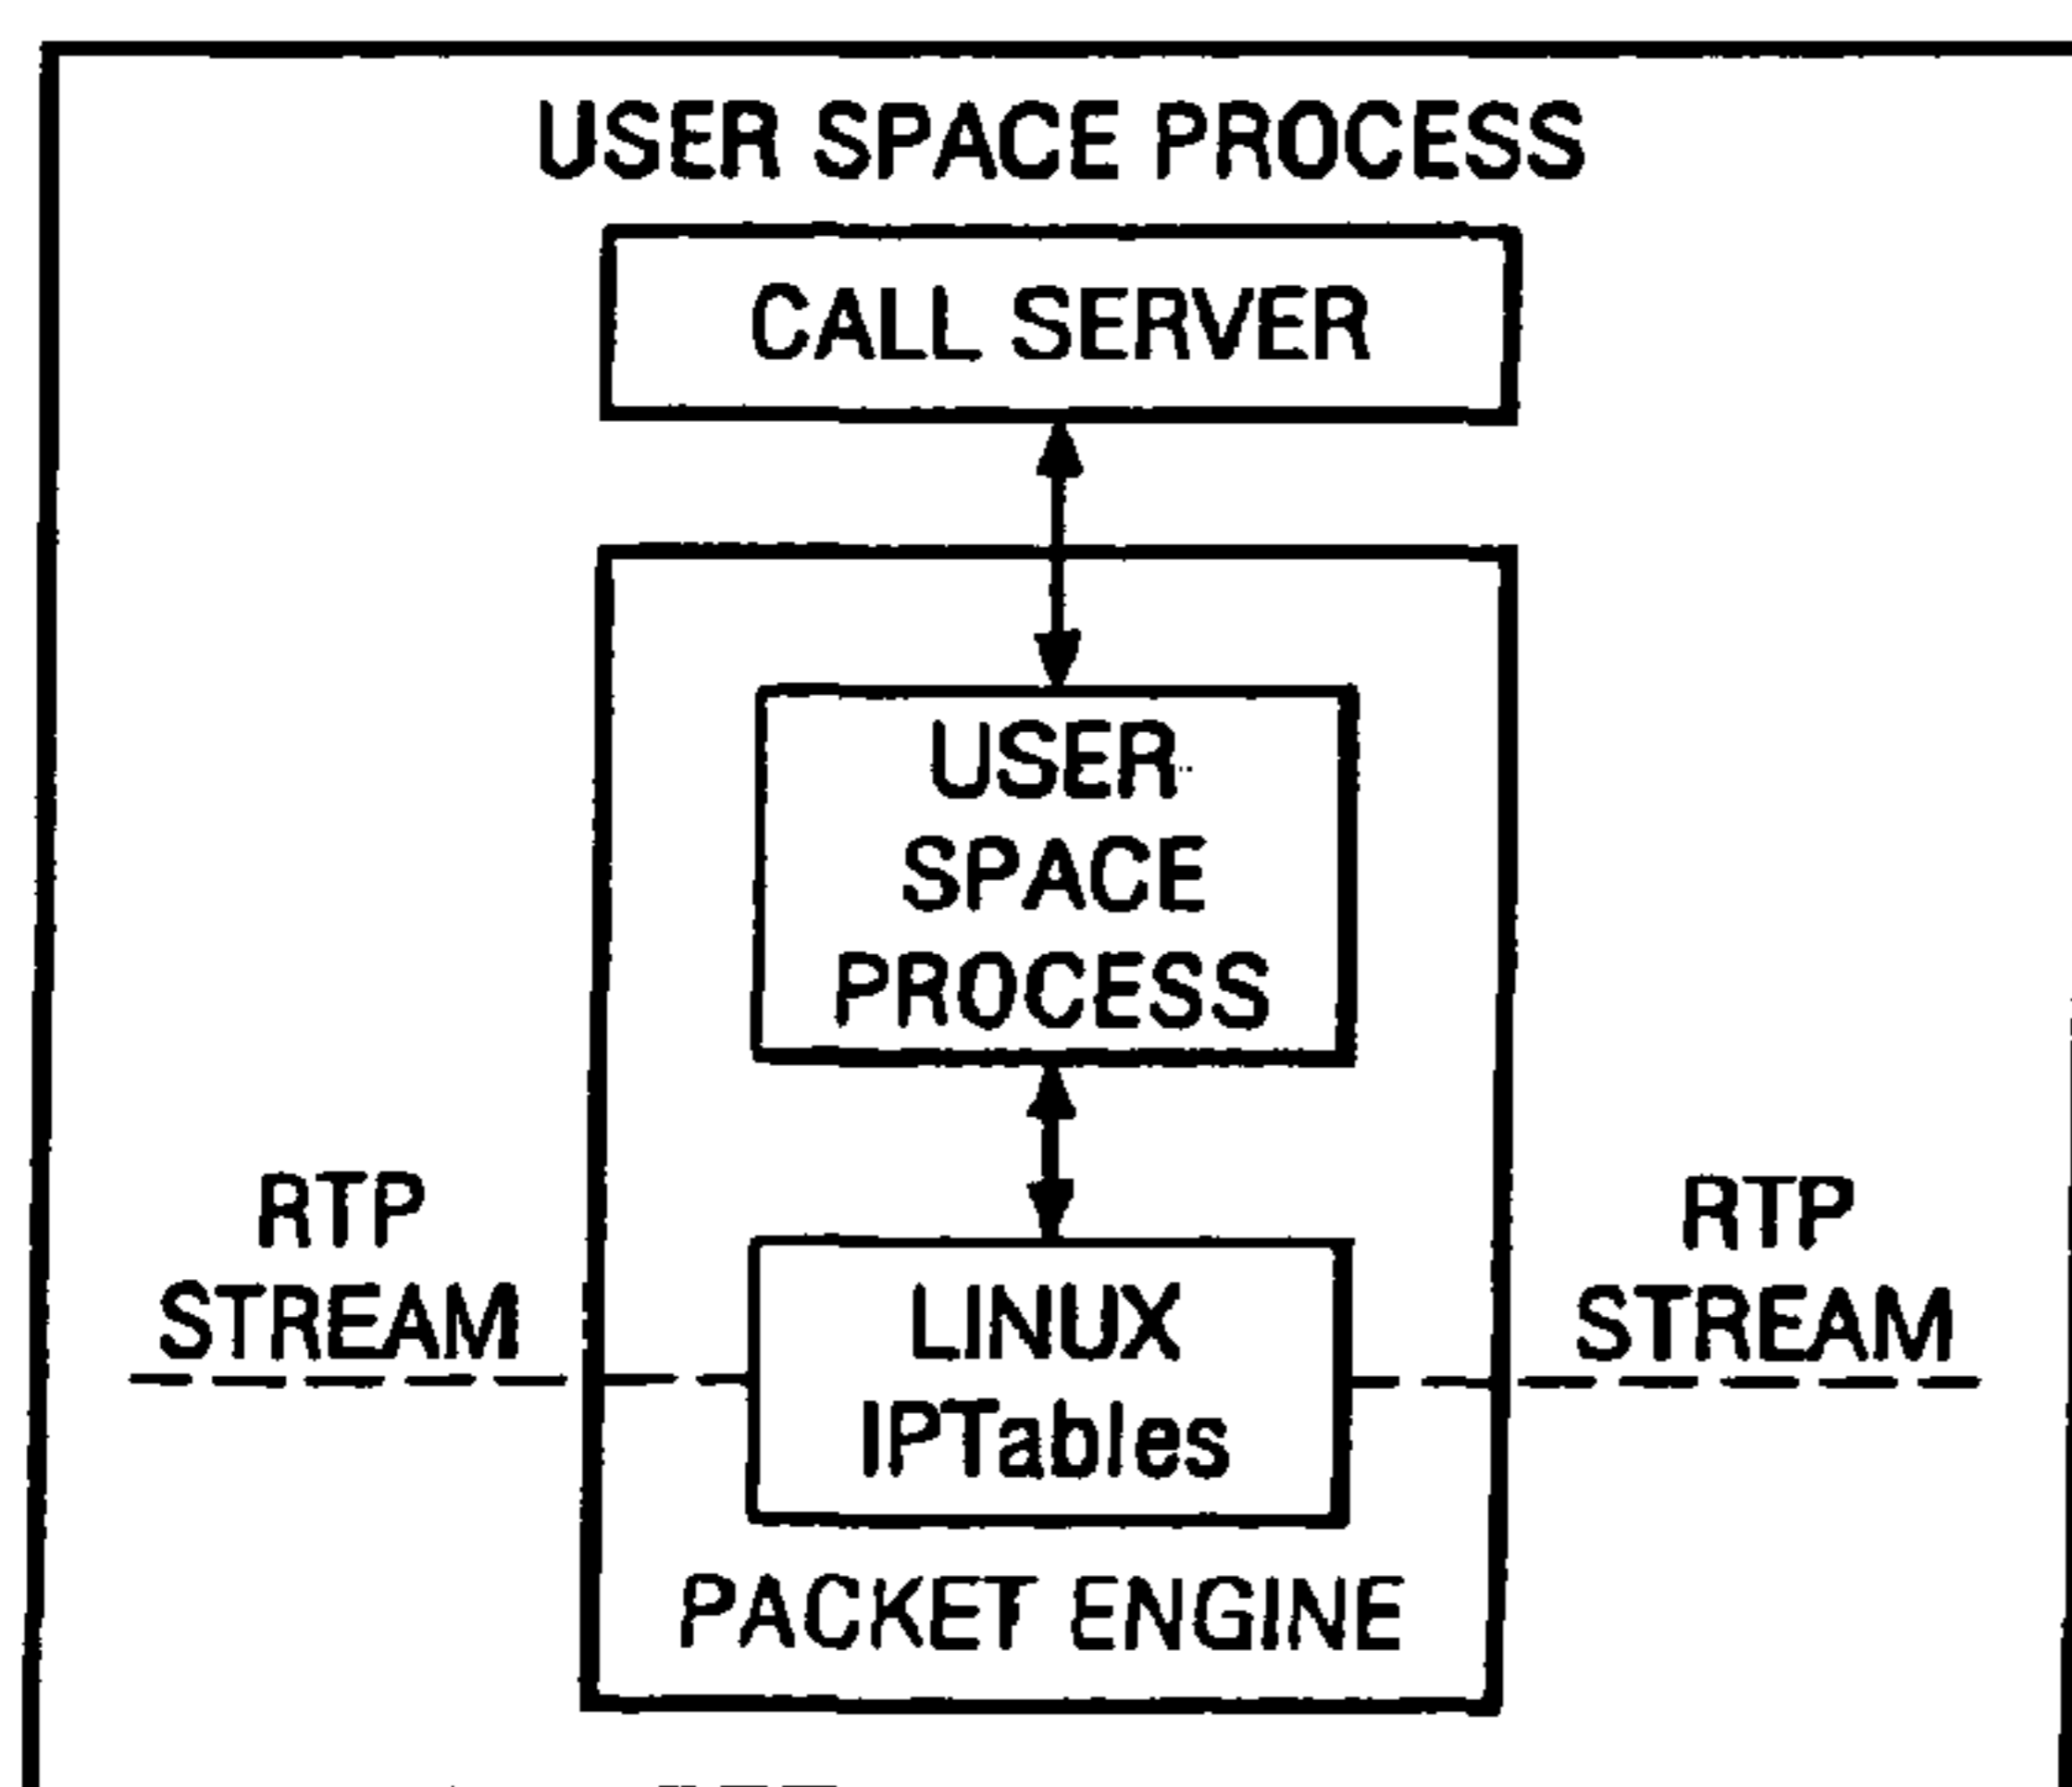 USER SPACE PROCESS
CALL SERVER
USER
SPACE
PROCESS
RTP
STREAM
RTP
STREAM
LINUX
IPTables
PACKET ENGINE